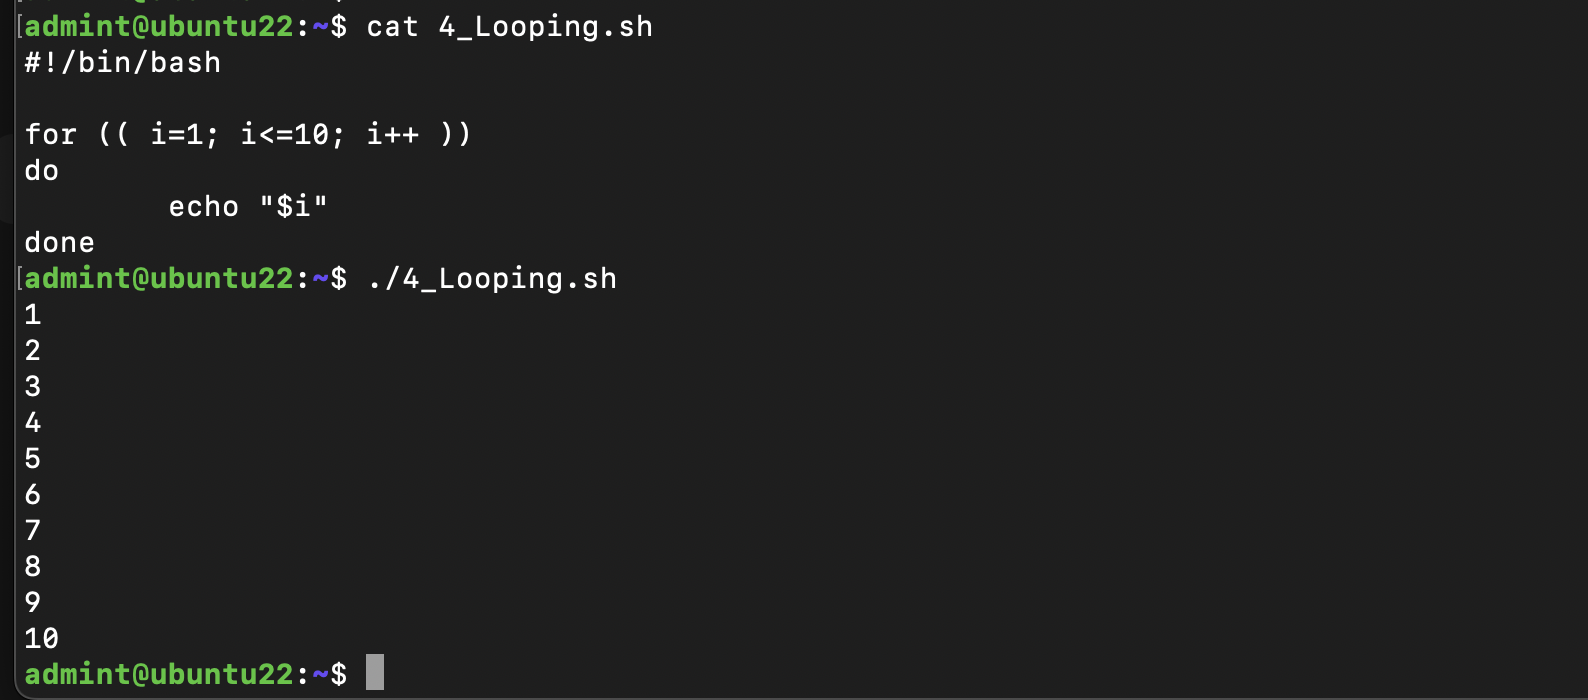 admint@ubuntu22:~$ cat 4_Looping.sh
#!/bin/bash

for (( i=1; i<=10; i++ ))
do
        echo "$i"
done
admint@ubuntu22:~$ ./4_Looping.sh
1
2
3
4
5
6
7
8
9
10
admint@ubuntu22:~$